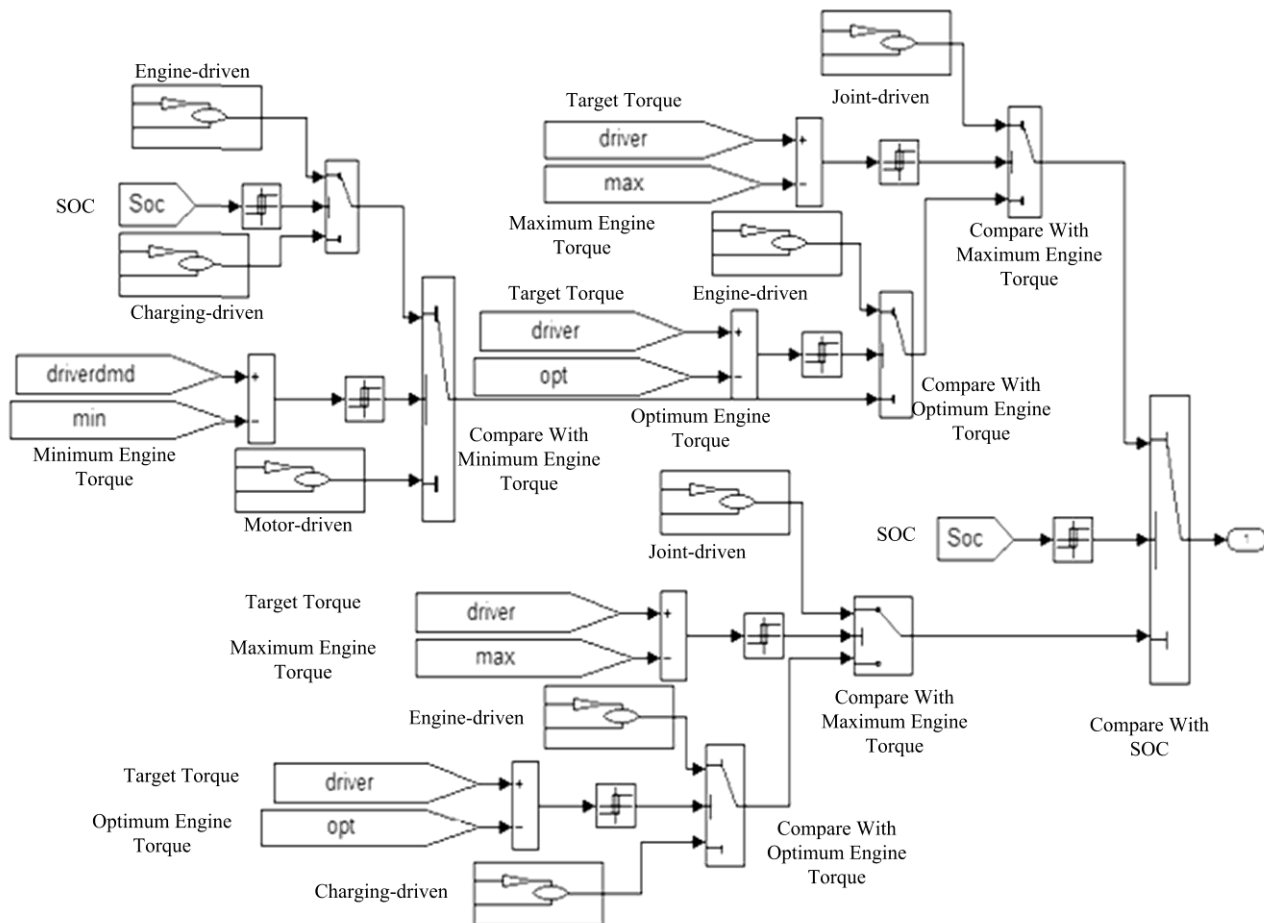 Engine-driven
SOC
Soc
Charging-driven
driverdmd
min
Minimum Engine
Torque
Motor-driven
Compare With
Minimum Engine
Torque
Joint-driven
Target Torque
driver
max
Maximum Engine
Torque
Compare With
Maximum Engine
Torque
Engine-driven
Target Torque
driver
opt
Optimum Engine
Torque
Compare With
Optimum Engine
Torque
Joint-driven
SOC
Soc
1
Target Torque
driver
Maximum Engine
Torque
max
Compare With
Maximum Engine
Torque
Compare With
SOC
Engine-driven
Target Torque
driver
Optimum Engine
Torque
opt
Compare With
Optimum Engine
Torque
Charging-driven